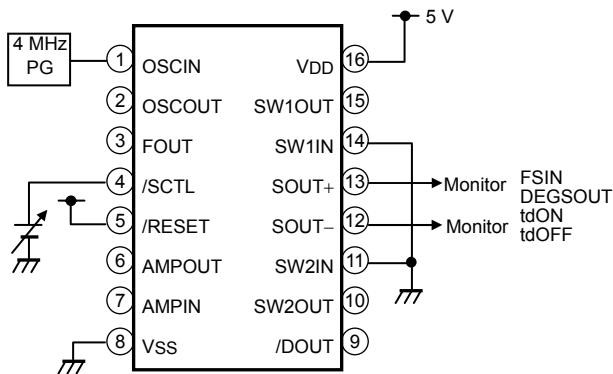 5 V
4 MHz
PG
1 OSCIN VDD 16
2 OSCOUT SW1OUT 15
3 FOUT SW1IN 14
4 /SCTL SOUT+ 13 Monitor
5 /RESET SOUT− 12 Monitor
FSIN
DEGSOUT
tdON
tdOFF
6 AMPOUT SW2IN 11
7 AMPIN SW2OUT 10
8 VSS /DOUT 9